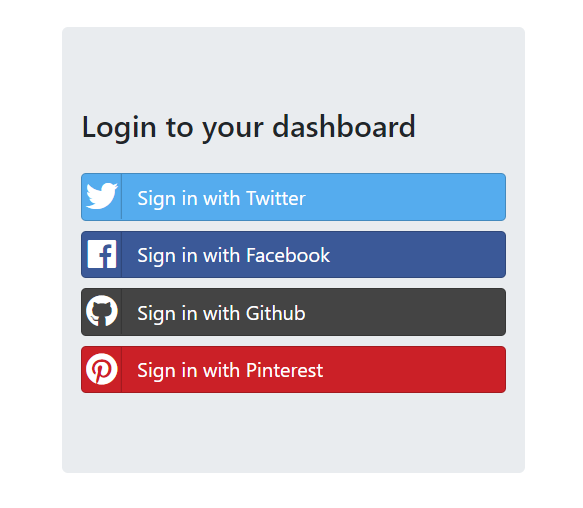 Login to your dashboard
Sign in with Twitter
Sign in with Facebook
Sign in with Github
Sign in with Pinterest